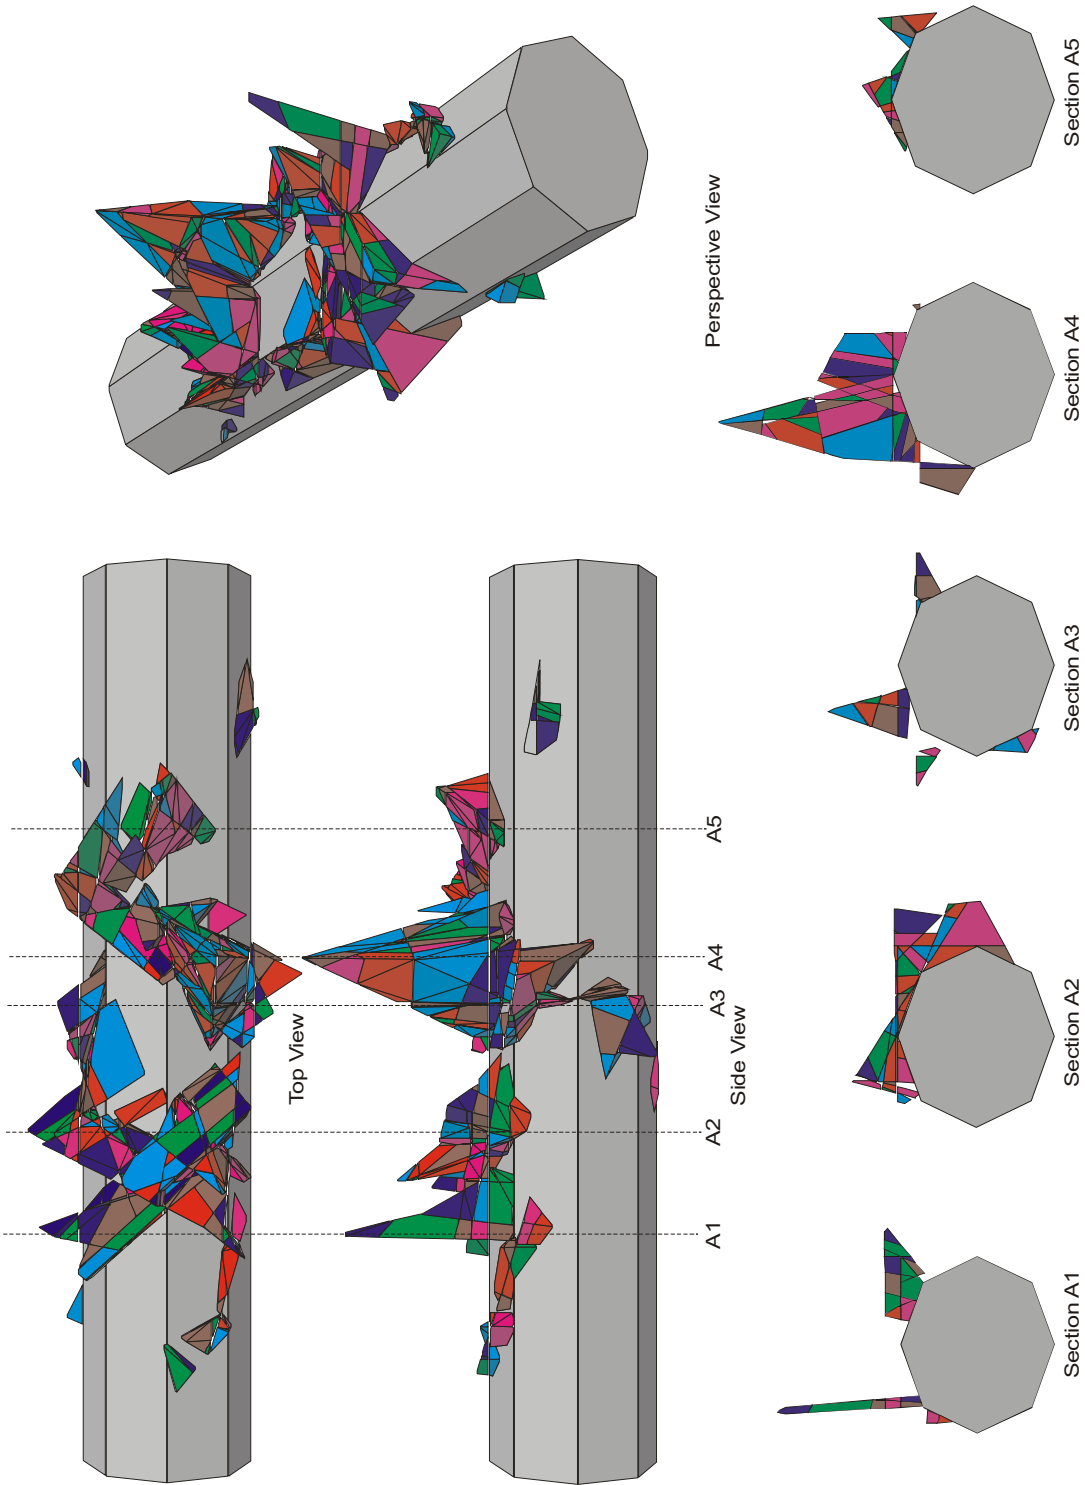 Top View
Perspective View
A1
A2
A3
A4
A5
Side View
Section A1
Section A2
Section A3
Section A4
Section A5